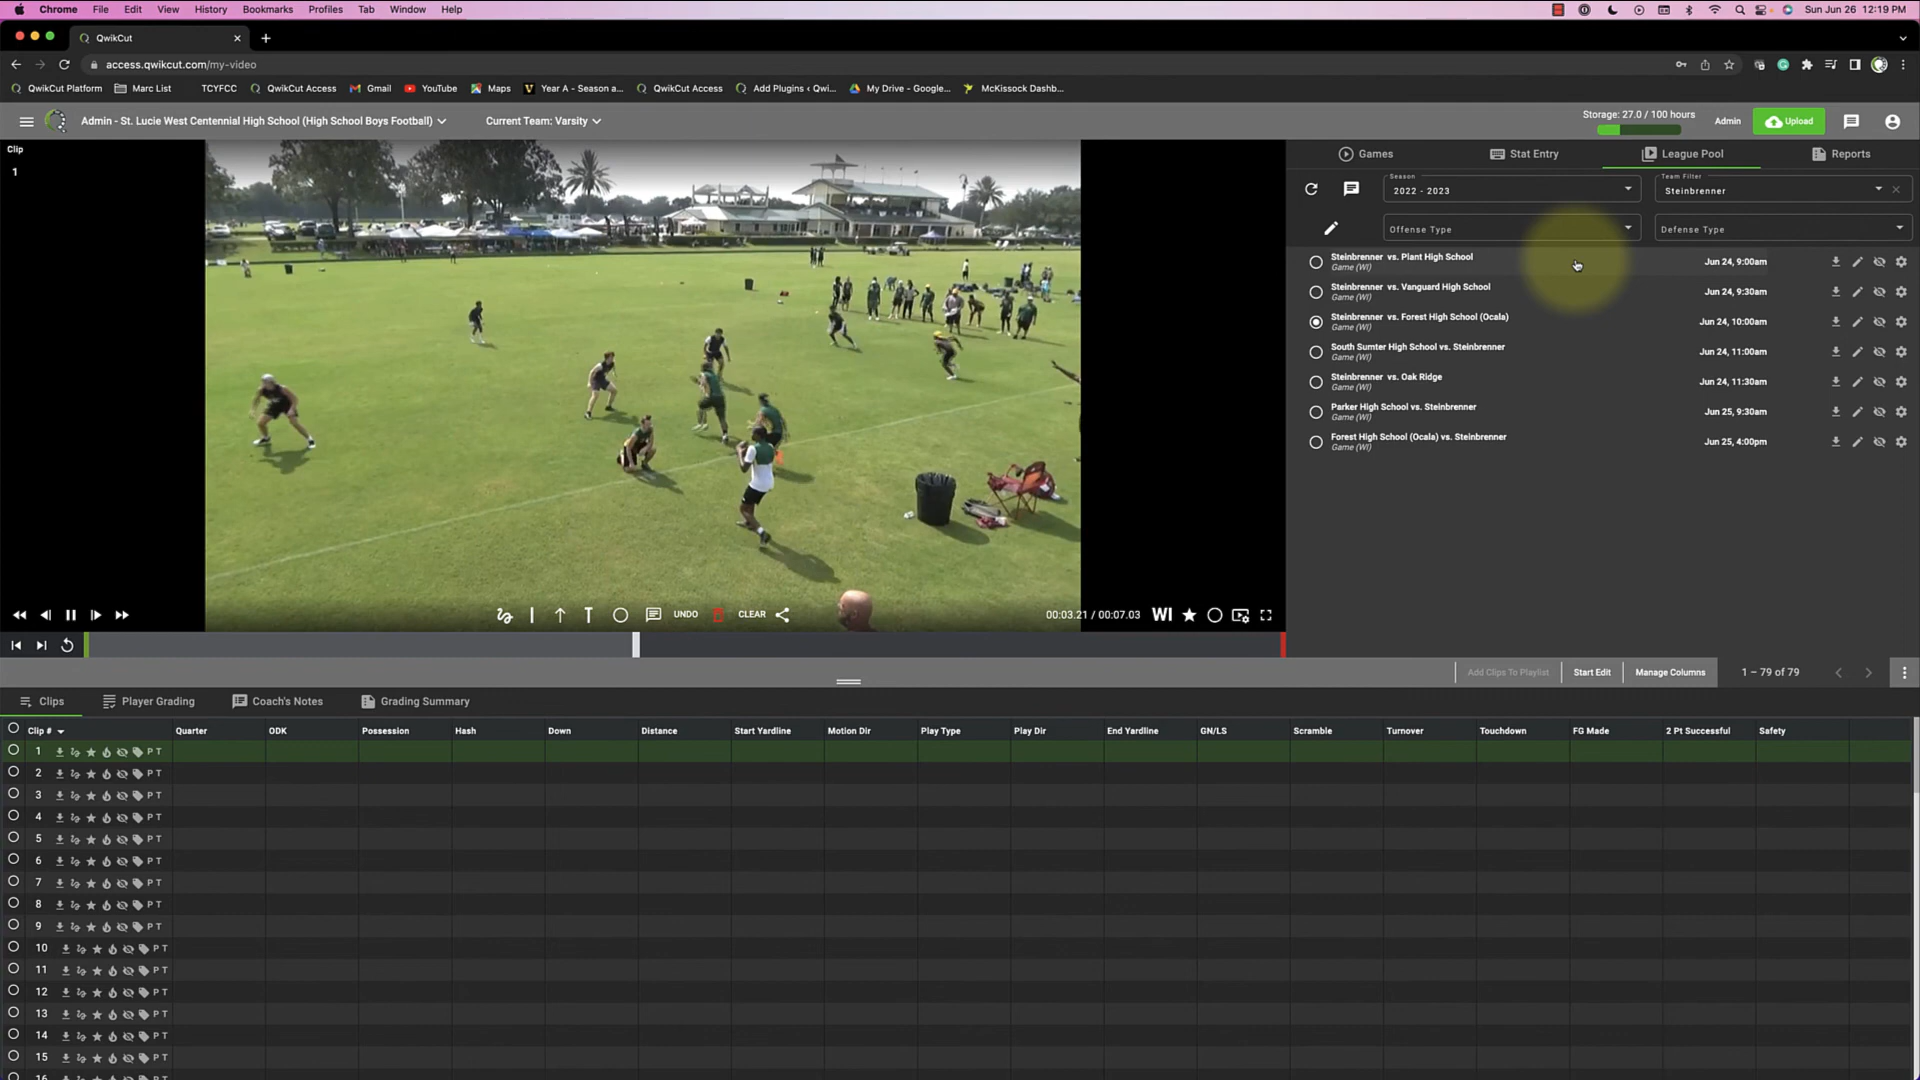 Chrome File Edit View History Bookmarks Profiles Tab Window Help Sun Jun 26 12:19 PM
QwikCut
access.qwikcut.com/my-video
QwikCut Platform Marc List TCYFCC QwikCut Access Gmail YouTube Maps Year A - Season a... QwikCut Access Add Plugins ‹ Qwi... My Drive - Google... McKissock Dashb...
Admin - St. Lucie West Centennial High School (High School Boys Football) Current Team: Varsity Storage: 27.0 / 100 hours Admin Upload
Clip
1
Games Stat Entry League Pool Reports
Season
2022 - 2023
Team Filter
Steinbrenner
Offense Type Defense Type
Steinbrenner vs. Plant High School Jun 24, 9:00am
Game (WI)
Steinbrenner vs. Vanguard High School Jun 24, 9:30am
Game (WI)
Steinbrenner vs. Forest High School (Ocala) Jun 24, 10:00am
Game (WI)
South Sumter High School vs. Steinbrenner Jun 24, 11:00am
Game (WI)
Steinbrenner vs. Oak Ridge Jun 24, 11:30am
Game (WI)
Parker High School vs. Steinbrenner Jun 25, 9:30am
Game (WI)
Forest High School (Ocala) vs. Steinbrenner Jun 25, 4:00pm
Game (WI)
T UNDO CLEAR 00:03.21 / 00:07.03 WI
Add Clips To Playlist Start Edit Manage Columns 1 – 79 of 79
Clips Player Grading Coach's Notes Grading Summary
Clip # Quarter ODK Possession Hash Down Distance Start Yardline Motion Dir Play Type Play Dir End Yardline GN/LS Scramble Turnover Touchdown FG Made 2 Pt Successful Safety
1 P T
2 P T
3 P T
4 P T
5 P T
6 P T
7 P T
8 P T
9 P T
10 P T
11 P T
12 P T
13 P T
14 P T
15 P T
16